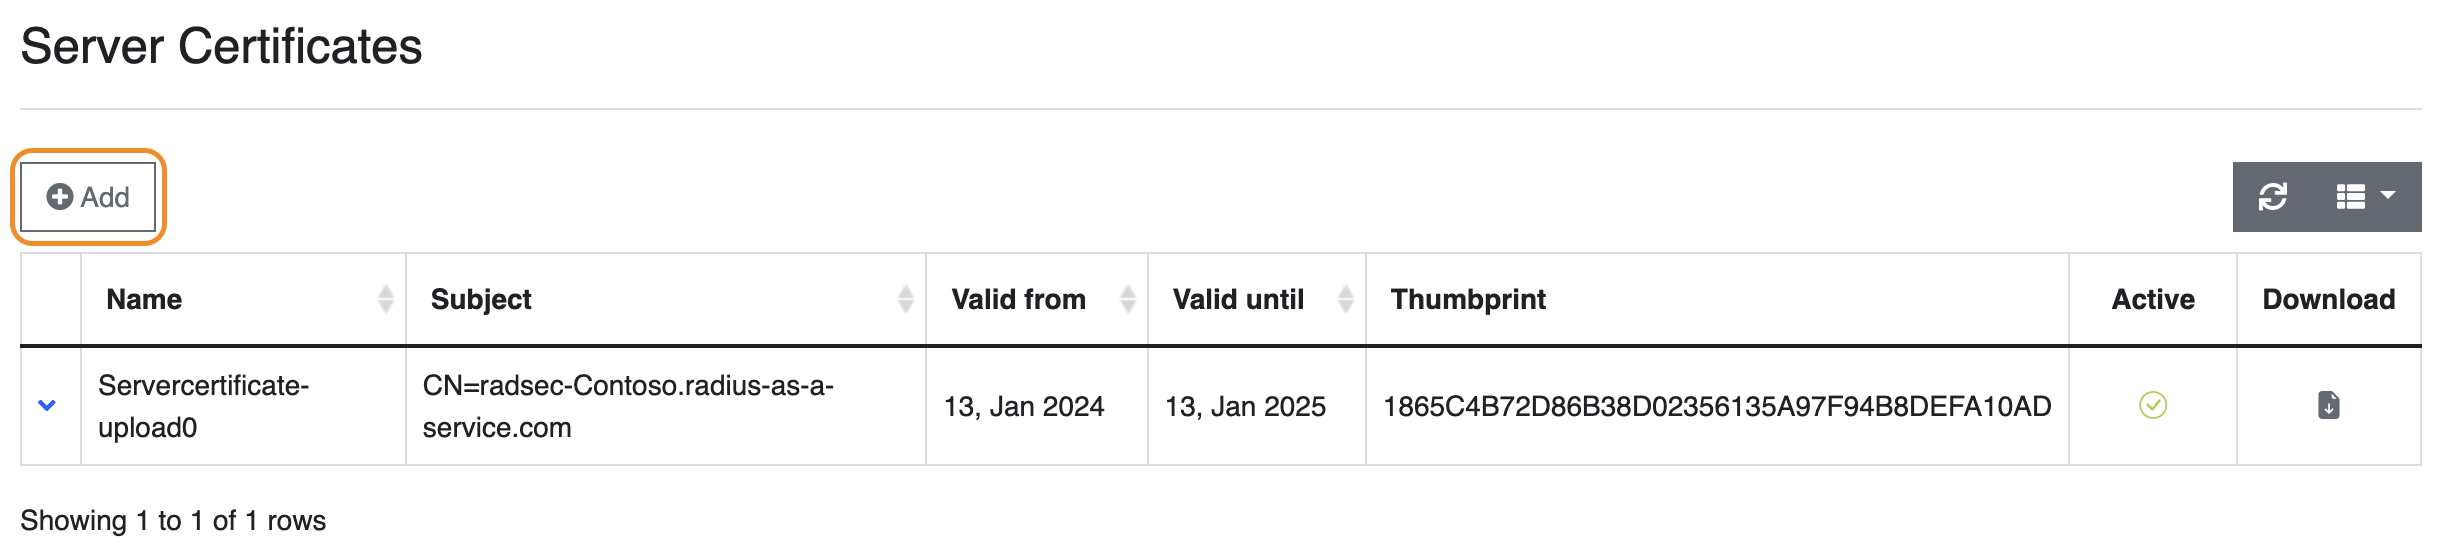 Server Certificates
Add
Name Subject Valid from Valid until Thumbprint Active Download
Servercertificate-
upload0
CN=radsec-Contoso.radius-as-a-
service.com
13, Jan 2024
13, Jan 2025
1865C4B72D86B38D02356135A97F94B8DEFA10AD
Showing 1 to 1 of 1 rows